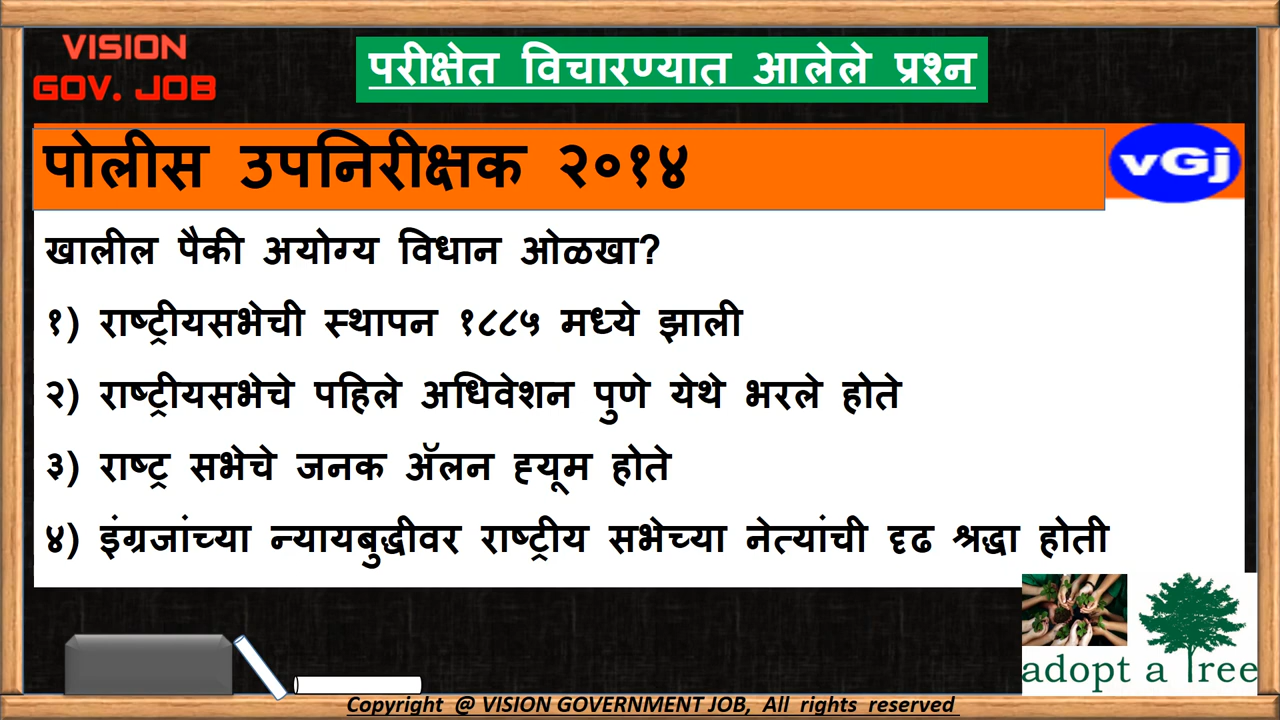 VISION
GOV. JOB
परीक्षेत विचारण्यात आलेले प्रश्न
पोलीस उपनिरीक्षक २०१४
vGj
खालील पैकी अयोग्य विधान ओळखा?
१) राष्ट्रीयसभेची स्थापन १८८५ मध्ये झाली
२) राष्ट्रीयसभेचे पहिले अधिवेशन पुणे येथे भरले होते
३) राष्ट्र सभेचे जनक ॲलन ह्यूम होते
४) इंग्रजांच्या न्यायबुद्धीवर राष्ट्रीय सभेच्या नेत्यांची दृढ श्रद्धा होती
adopt a Tree
Copyright @ VISION GOVERNMENT JOB, All rights reserved